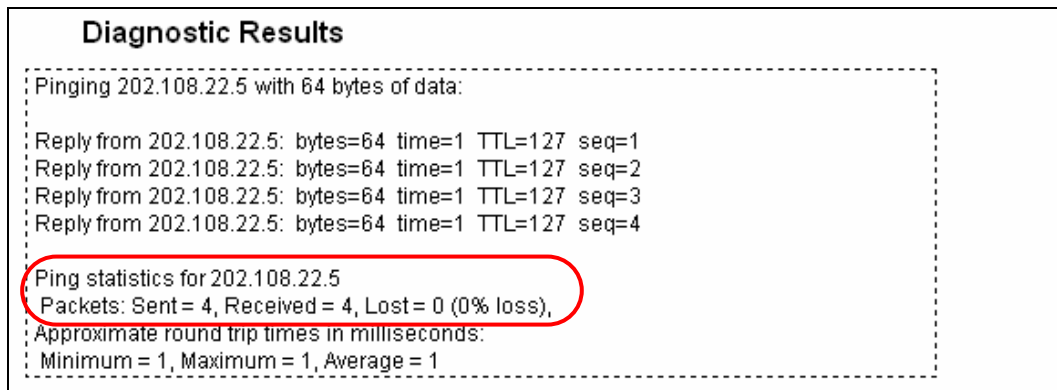 Diagnostic Results
Pinging 202.108.22.5 with 64 bytes of data:
Reply from 202.108.22.5: bytes=64 time=1 TTL=127 seq=1
Reply from 202.108.22.5: bytes=64 time=1 TTL=127 seq=2
Reply from 202.108.22.5: bytes=64 time=1 TTL=127 seq=3
Reply from 202.108.22.5: bytes=64 time=1 TTL=127 seq=4
Ping statistics for 202.108.22.5
Packets: Sent = 4, Received = 4, Lost = 0 (0% loss),
Approximate round trip times in milliseconds:
Minimum = 1, Maximum = 1, Average = 1